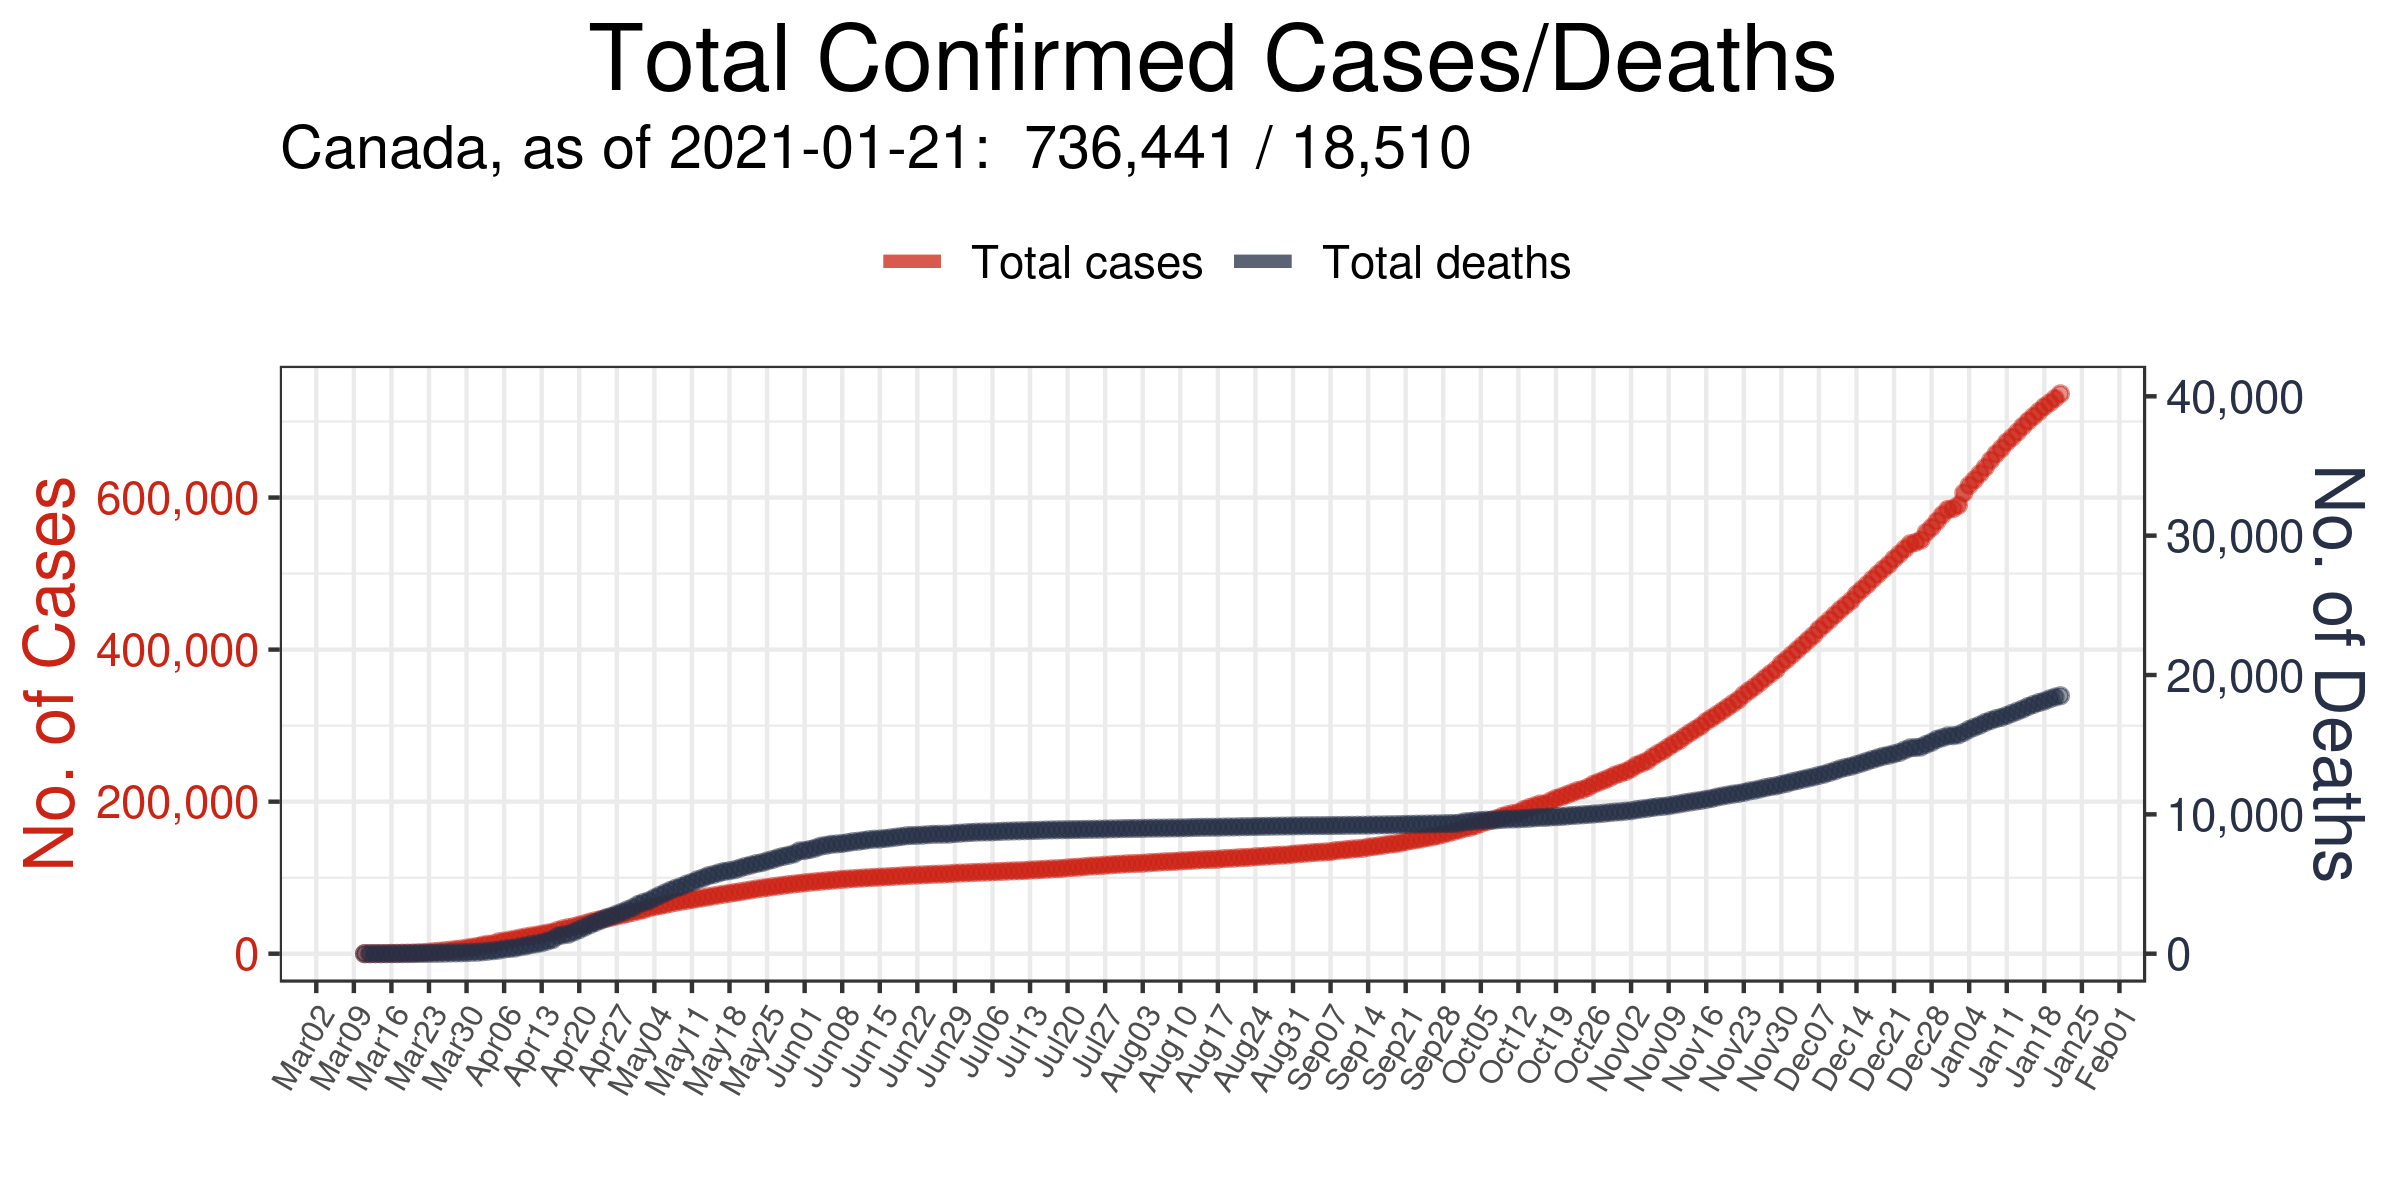 Total Confirmed Cases/Deaths
Canada, as of 2021-01-21:  736,441 / 18,510
Total cases
Total deaths
No. of Cases
600,000
400,000
200,000
0
40,000
30,000
20,000
10,000
0
No. of Deaths
Mar02
Mar09
Mar16
Mar23
Mar30
Apr06
Apr13
Apr20
Apr27
May04
May11
May18
May25
Jun01
Jun08
Jun15
Jun22
Jun29
Jul06
Jul13
Jul20
Jul27
Aug03
Aug10
Aug17
Aug24
Aug31
Sep07
Sep14
Sep21
Sep28
Oct05
Oct12
Oct19
Oct26
Nov02
Nov09
Nov16
Nov23
Nov30
Dec07
Dec14
Dec21
Dec28
Jan04
Jan11
Jan18
Jan25
Feb01